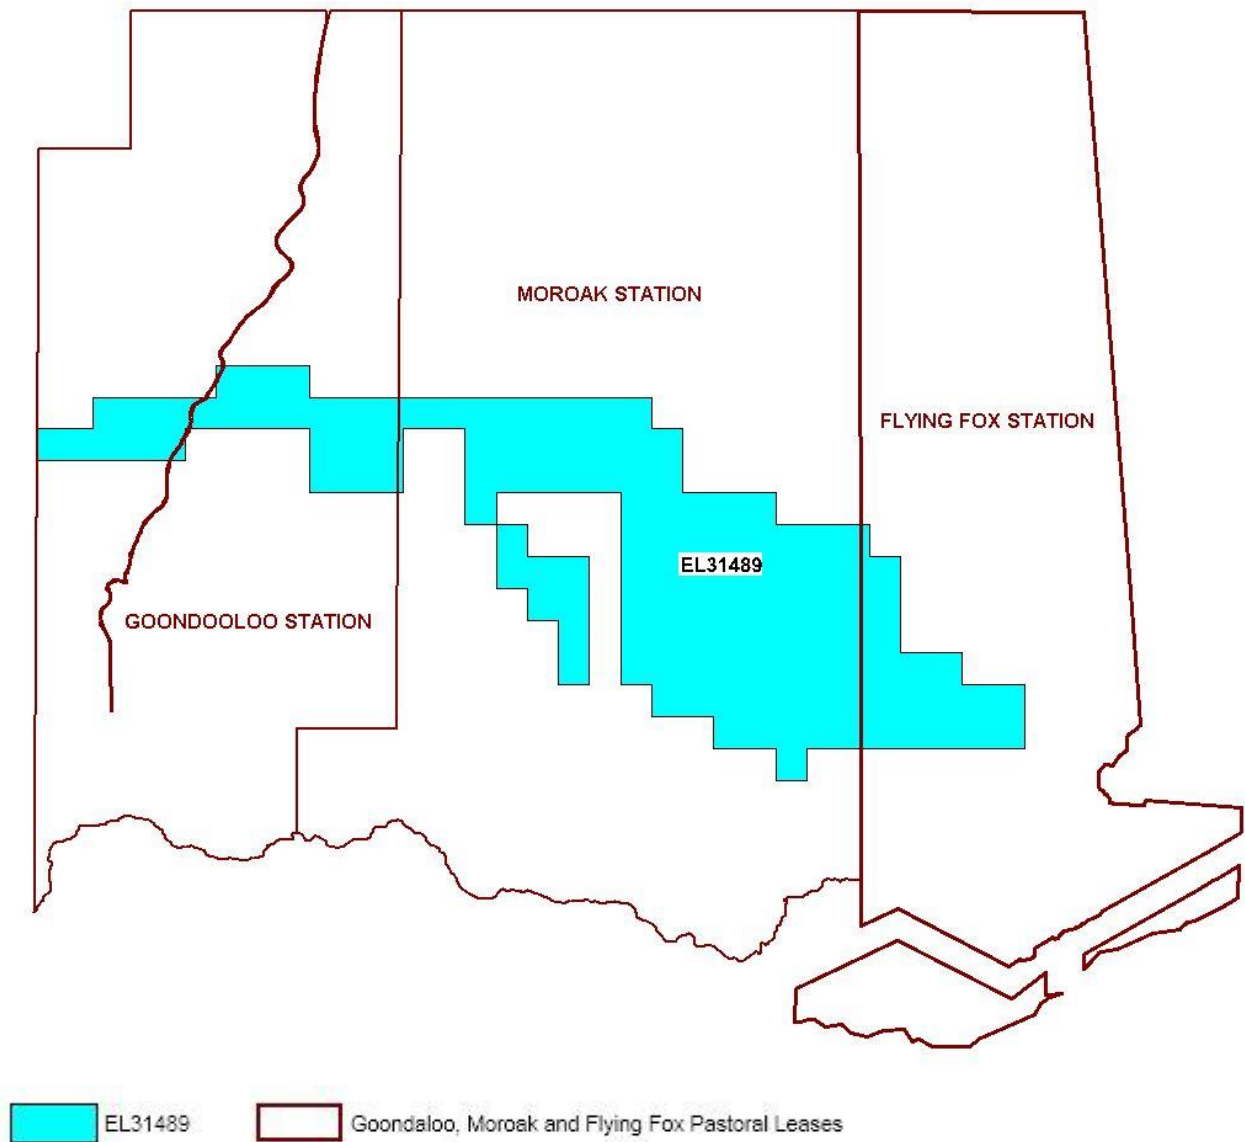 MOROAK STATION
FLYING FOX STATION
EL31489
GOONDOOLOO STATION
EL31489
Goondaloo, Moroak and Flying Fox Pastoral Leases